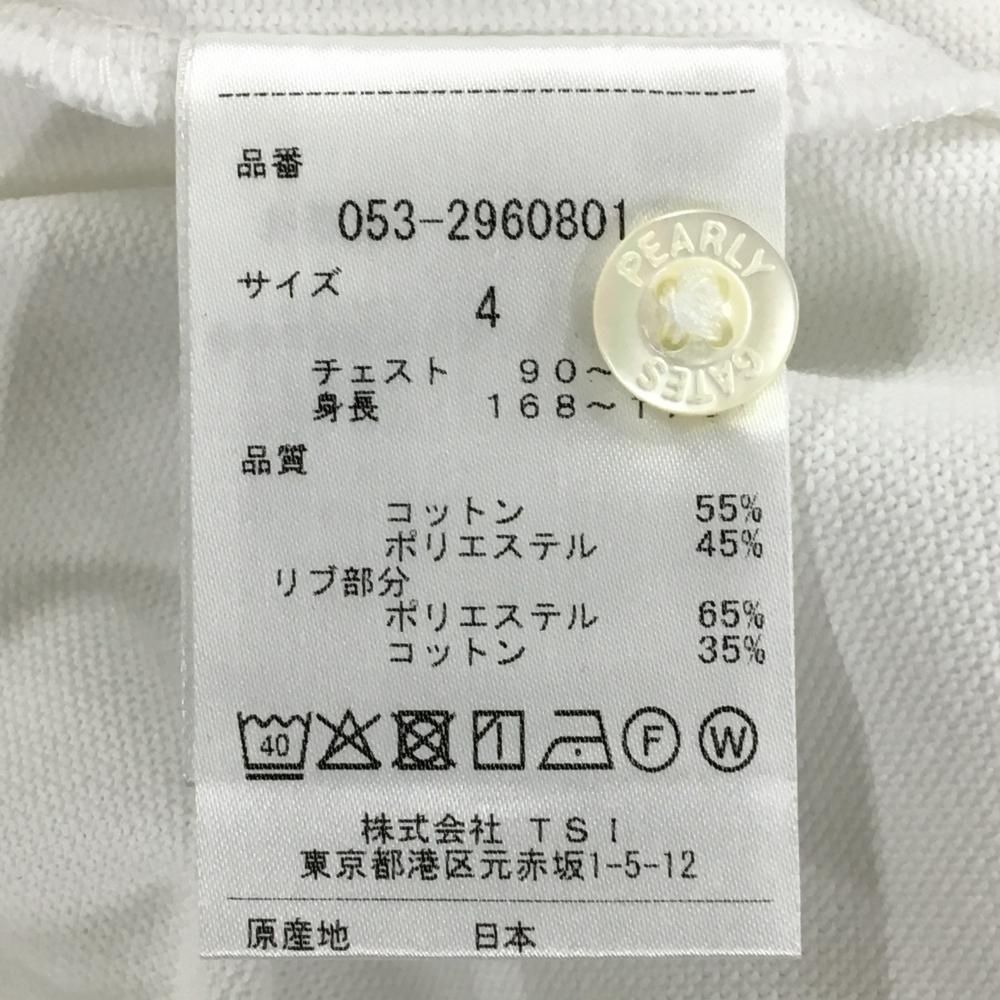 品番
053-2960801
サイズ
4
チェスト 90~
身長 168~1
品質
コットン 55%
ポリエステル 45%
リブ部分
ポリエステル 65%
コットン 35%
40 F W
株式会社 TSI
東京都港区元赤坂1-5-12
原産地 日本
PEARLY
GATES